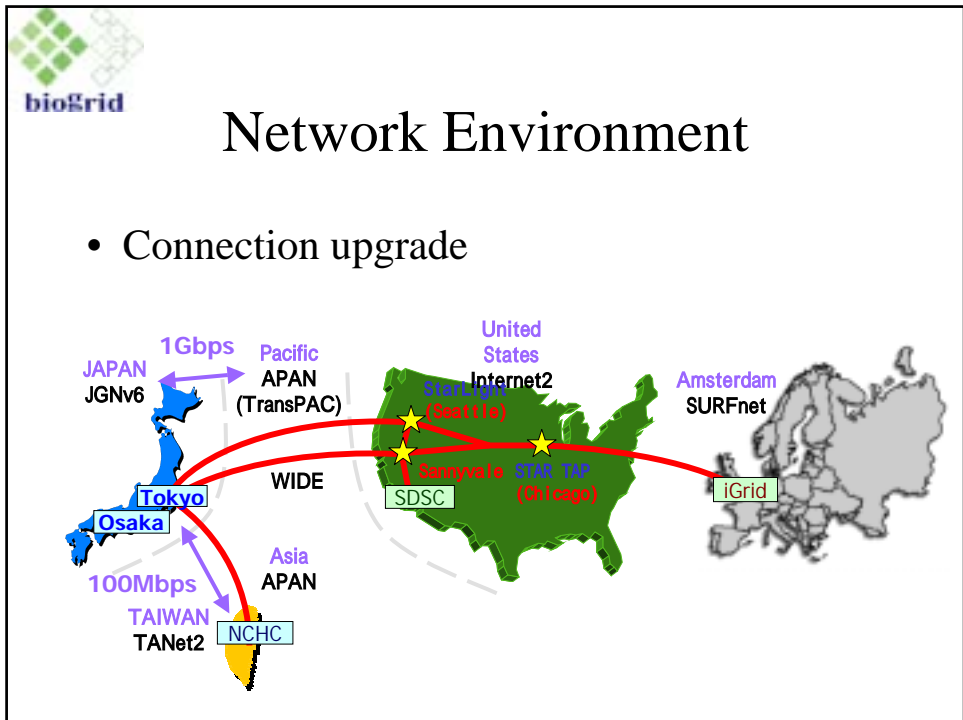 biogrid
Network Environment
• Connection upgrade
1Gbps
JAPAN
JGNv6
Pacific
APAN
(TransPAC)
United
States
Internet2
StarLight
(Seattle)
Amsterdam
SURFnet
WIDE
Sannyvale
STAR TAP
(Chicago)
SDSC
iGrid
Tokyo
Osaka
100Mbps
Asia
APAN
TAIWAN
TANet2
NCHC